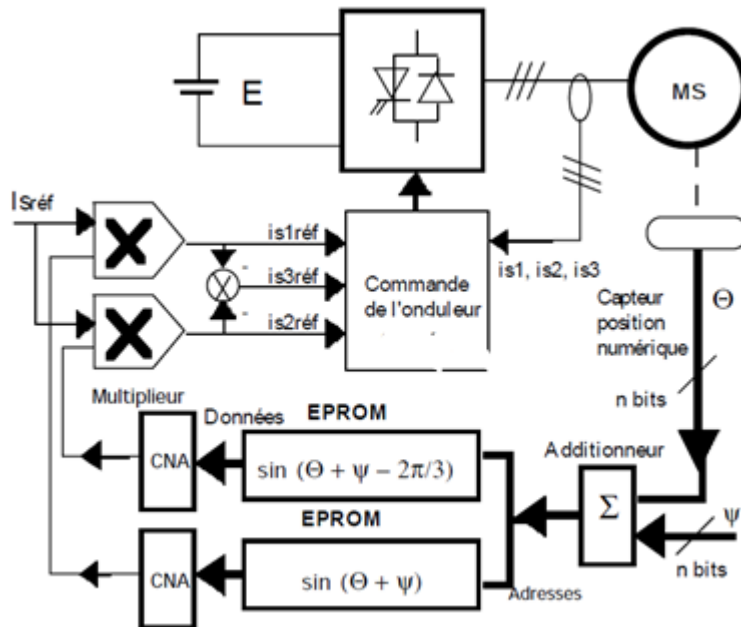 E
MS
ISréf
is1réf
is3réf
is2réf
-
-
Commande
de l'onduleur
is1, is2, is3
Capteur
position
numérique
Θ
n bits
Multiplieur
Données
EPROM
CNA
sin (Θ + ψ − 2π/3)
Additionneur
Σ
ψ
n bits
EPROM
CNA
sin (Θ + ψ)
Adresses